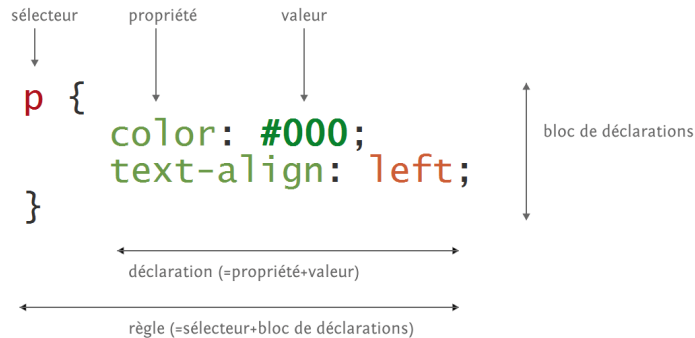 sélecteur propriété valeur
p {
color: #000;
bloc de déclarations
text-align: left;
}
déclaration (=propriété+valeur)
règle (=sélecteur+bloc de déclarations)